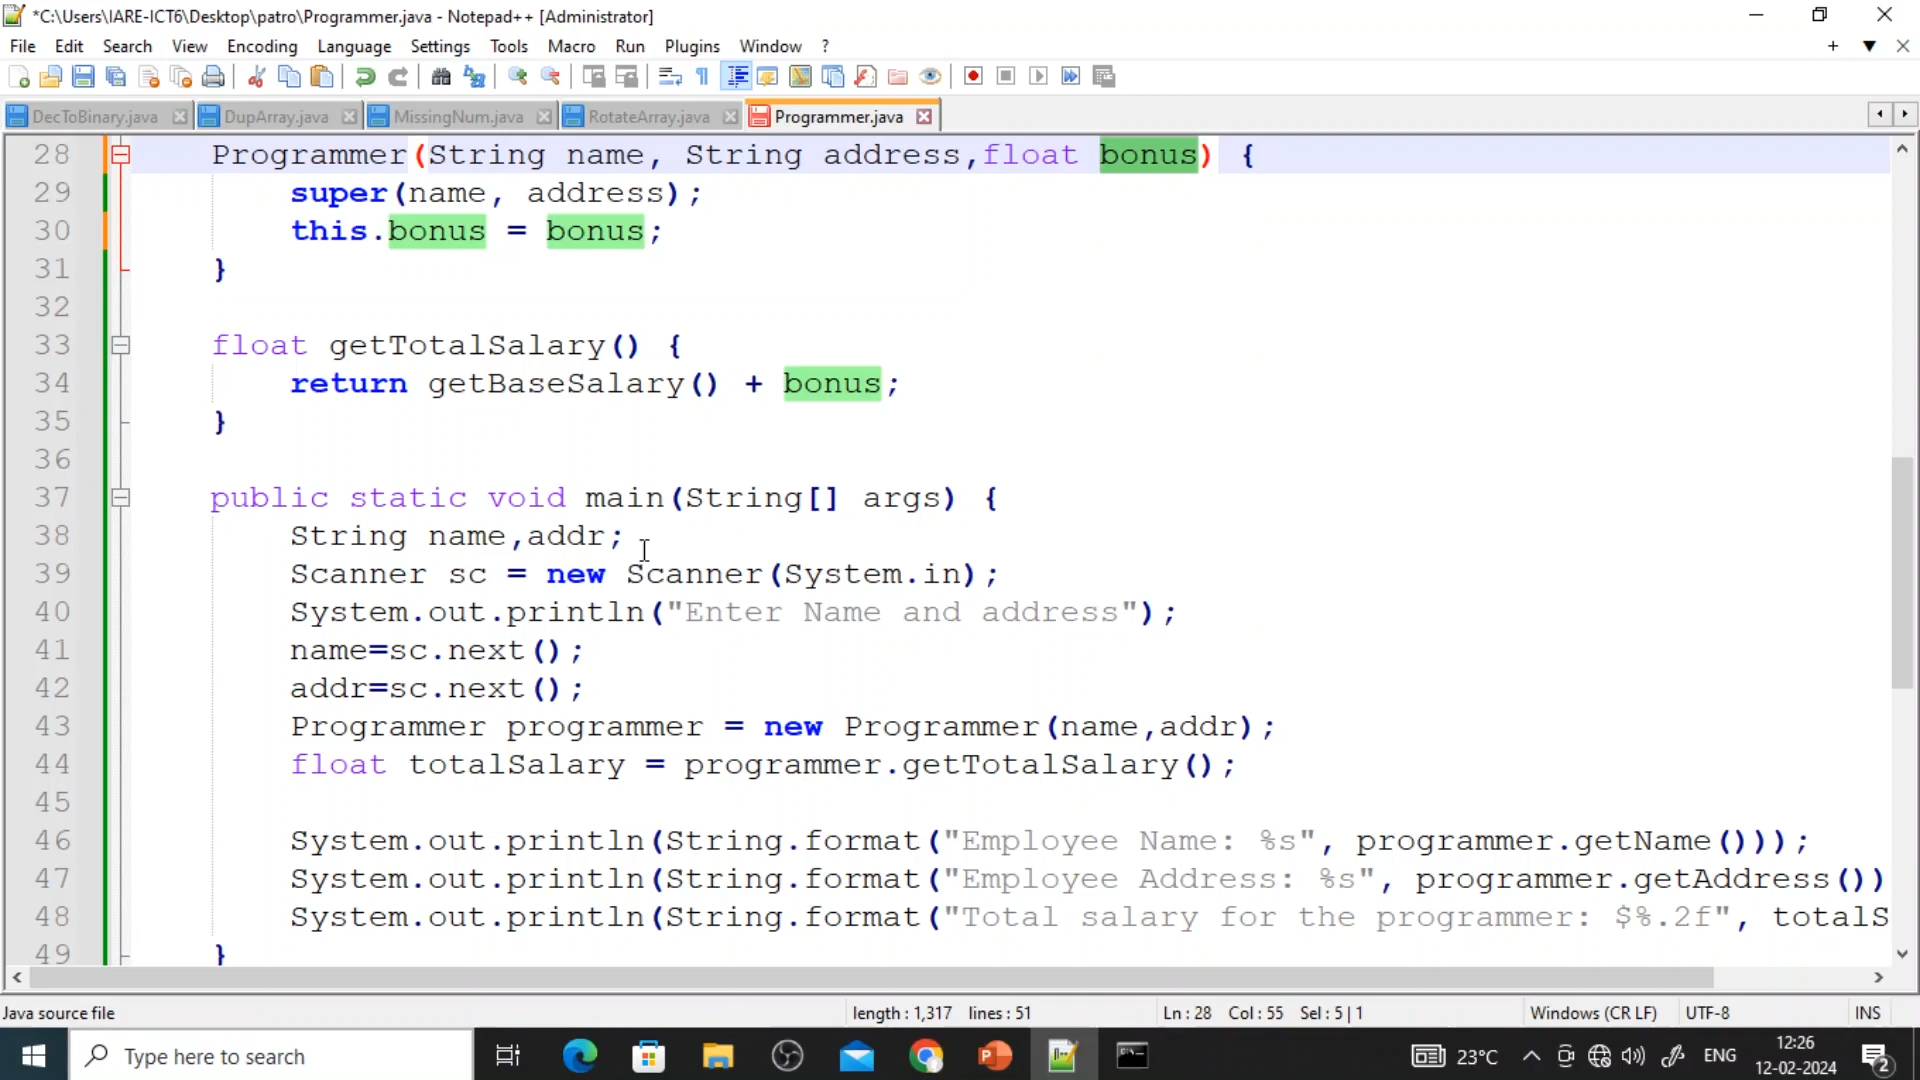 *C:\Users\IARE-ICT6\Desktop\patro\Programmer.java - Notepad++ [Administrator]
File Edit Search View Encoding Language Settings Tools Macro Run Plugins Window ?
DecToBinary.java DupArray.java MissingNum.java RotateArray.java Programmer.java
28 Programmer(String name, String address,float bonus) {
29 super(name, address);
30 this.bonus = bonus;
31 }
32
33 float getTotalSalary() {
34 return getBaseSalary() + bonus;
35 }
36
37 public static void main(String[] args) {
38 String name,addr;
39 Scanner sc = new Scanner(System.in);
40 System.out.println("Enter Name and address");
41 name=sc.next();
42 addr=sc.next();
43 Programmer programmer = new Programmer(name,addr);
44 float totalSalary = programmer.getTotalSalary();
45
46 System.out.println(String.format("Employee Name: %s", programmer.getName()));
47 System.out.println(String.format("Employee Address: %s", programmer.getAddress())
48 System.out.println(String.format("Total salary for the programmer: $%.2f", totalS
49 }
Java source file length : 1,317 lines : 51 Ln : 28 Col : 55 Sel : 5 | 1 Windows (CR LF) UTF-8 INS
Type here to search 23°C ENG 12:26
12-02-2024 2